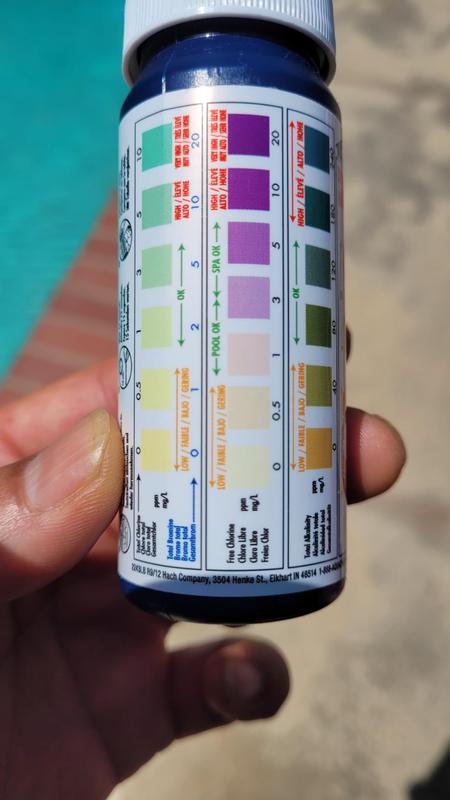 10
5
3
1
0.5
0
20
10
5
2
1
0
VERY HIGH / TRÈS ÉLEVÉ
MUY ALTO / SEHR HOHE
HIGH / ÉLEVÉ
ALTO / HOHE
OK
LOW / FAIBLE / BAJO / GERING
ppm
mg/L
Total Chlorine
Chlore total
Cloro total
Gesamtchlor
Total Bromine
Brome total
Bromo total
Gesamtbrom
VERY HIGH / TRÈS ÉLEVÉ
MUY ALTO / SEHR HOHE
HIGH / ÉLEVÉ
ALTO / HOHE
SPA OK
POOL OK
LOW / FAIBLE / BAJO / GERING
20
10
5
3
1
0.5
0
ppm
mg/L
Free Chlorine
Chlore Libre
Cloro Libre
Freies Chlor
HIGH / ÉLEVÉ / ALTO / HOHE
OK
LOW / FAIBLE / BAJO / GERING
180
120
80
40
0
ppm
mg/L
Total Alkalinity
Alcalinité totale
Alcalinidad total
Hach Company, 3504 Henke St., Elkhart IN 46514